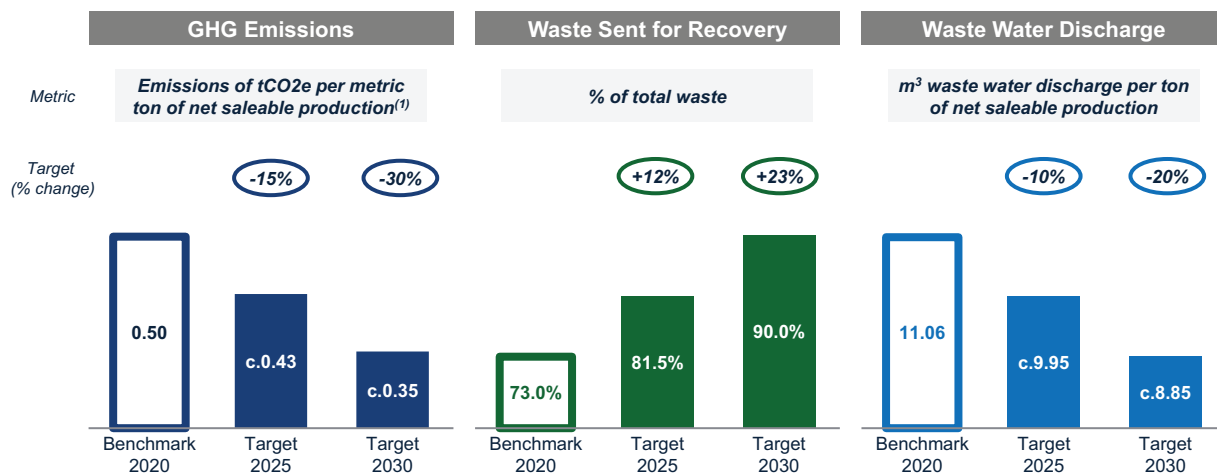 GHG Emissions
Waste Sent for Recovery
Waste Water Discharge
Metric
Emissions of tCO2e per metric
ton of net saleable production(1)
% of total waste
m³ waste water discharge per ton
of net saleable production
Target
(% change)
-15%
-30%
+12%
+23%
-10%
-20%
0.50
c.0.43
c.0.35
73.0%
81.5%
90.0%
11.06
c.9.95
c.8.85
Benchmark
2020
Target
2025
Target
2030
Benchmark
2020
Target
2025
Target
2030
Benchmark
2020
Target
2025
Target
2030